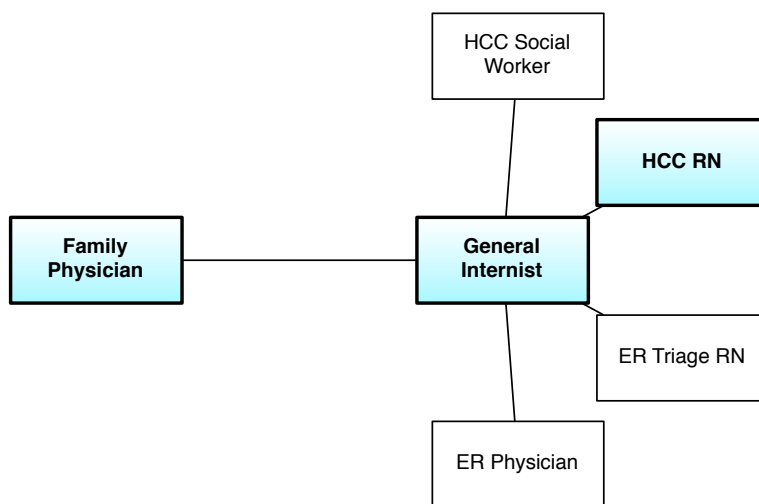 HCC Social
Worker
HCC RN
Family
Physician
General
Internist
ER Triage RN
ER Physician